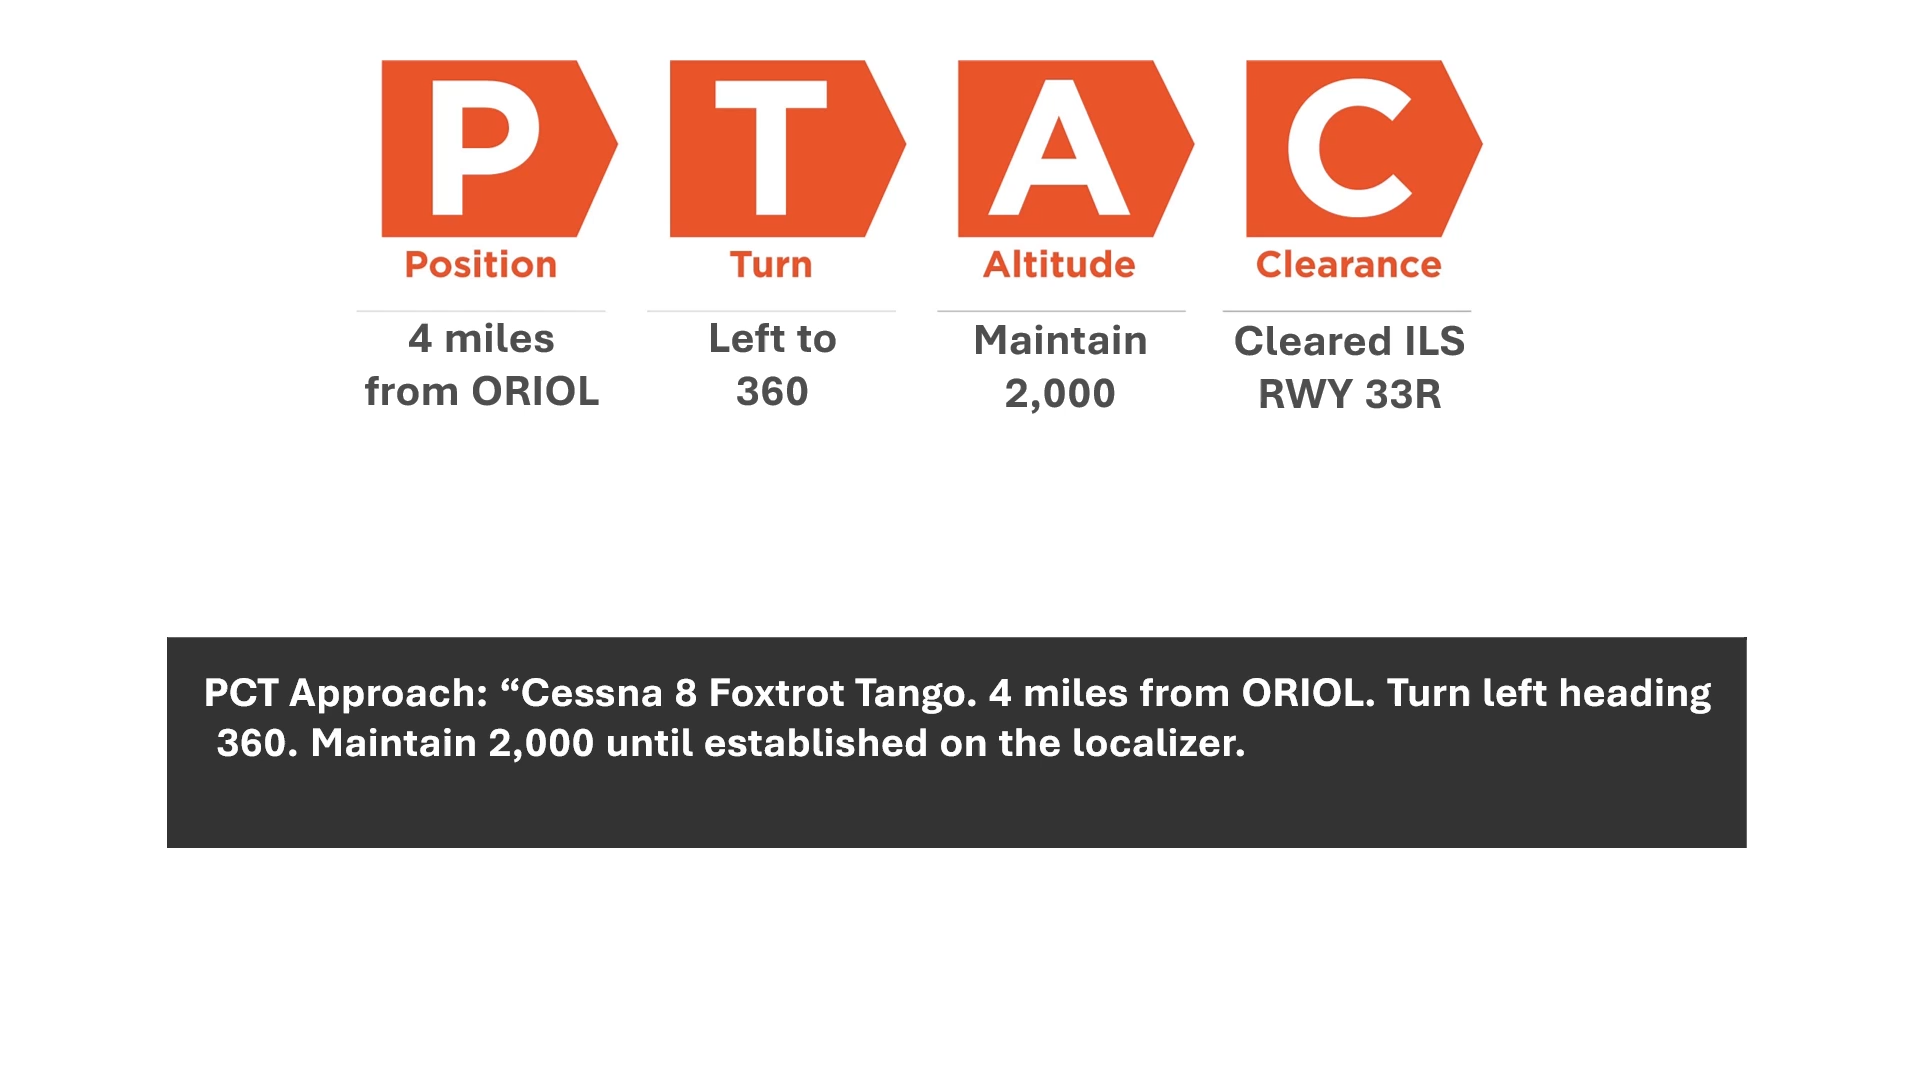 P T A C
Position Turn Altitude Clearance
4 miles
from ORIOL
Left to
360
Maintain
2,000
Cleared ILS
RWY 33R
PCT Approach: “Cessna 8 Foxtrot Tango. 4 miles from ORIOL. Turn left heading
360. Maintain 2,000 until established on the localizer.